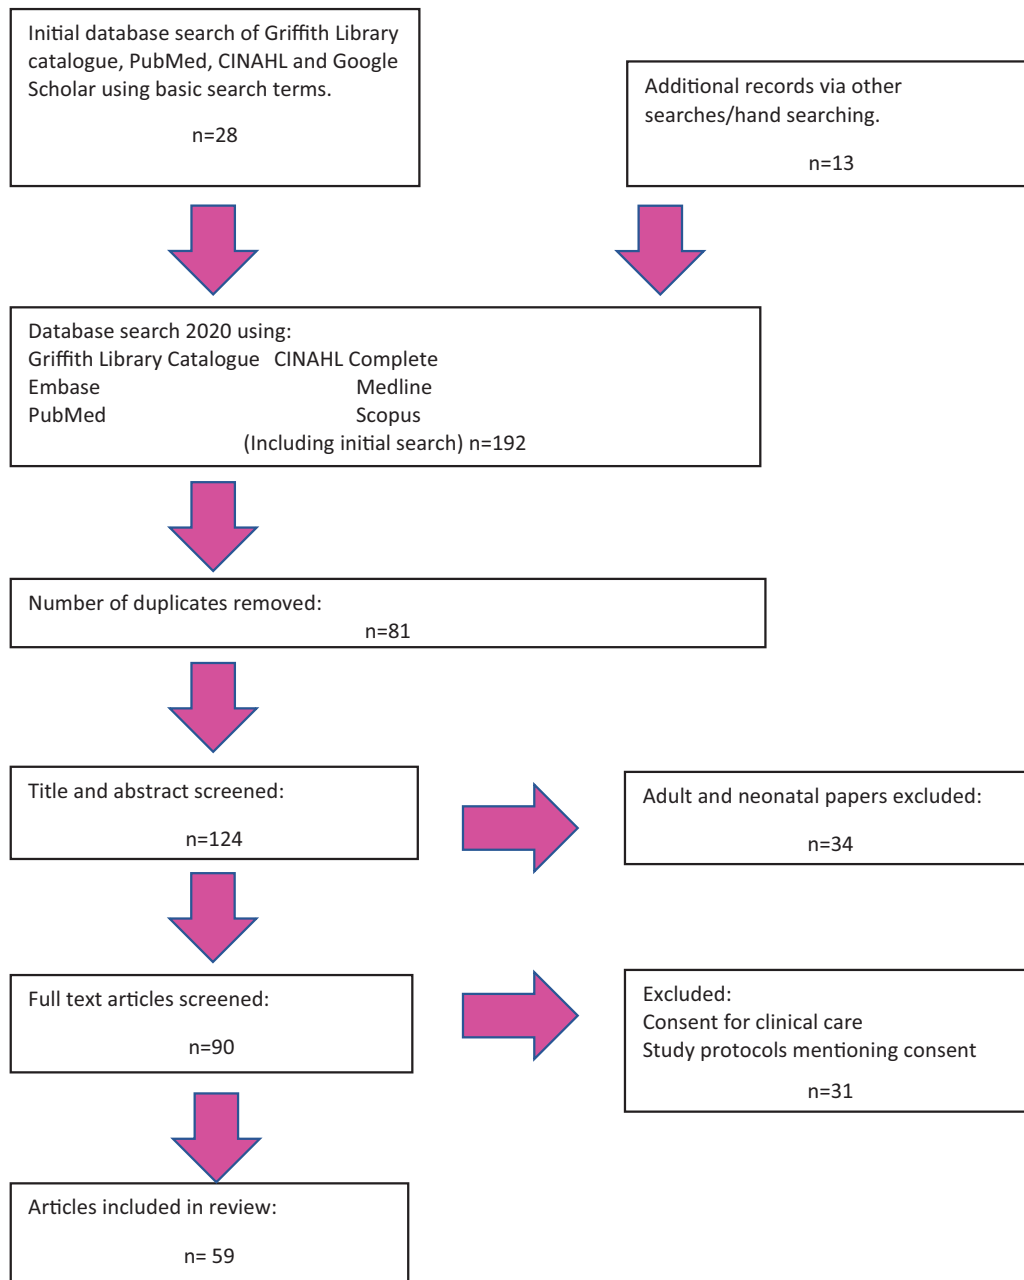 Initial database search of Griffith Library
catalogue, PubMed, CINAHL and Google
Scholar using basic search terms.
n=28
Additional records via other
searches/hand searching.
n=13
Database search 2020 using:
Griffith Library Catalogue CINAHL Complete
Embase Medline
PubMed Scopus
(Including initial search) n=192
Number of duplicates removed:
n=81
Title and abstract screened:
n=124
Adult and neonatal papers excluded:
n=34
Full text articles screened:
n=90
Excluded:
Consent for clinical care
Study protocols mentioning consent
n=31
Articles included in review:
n= 59